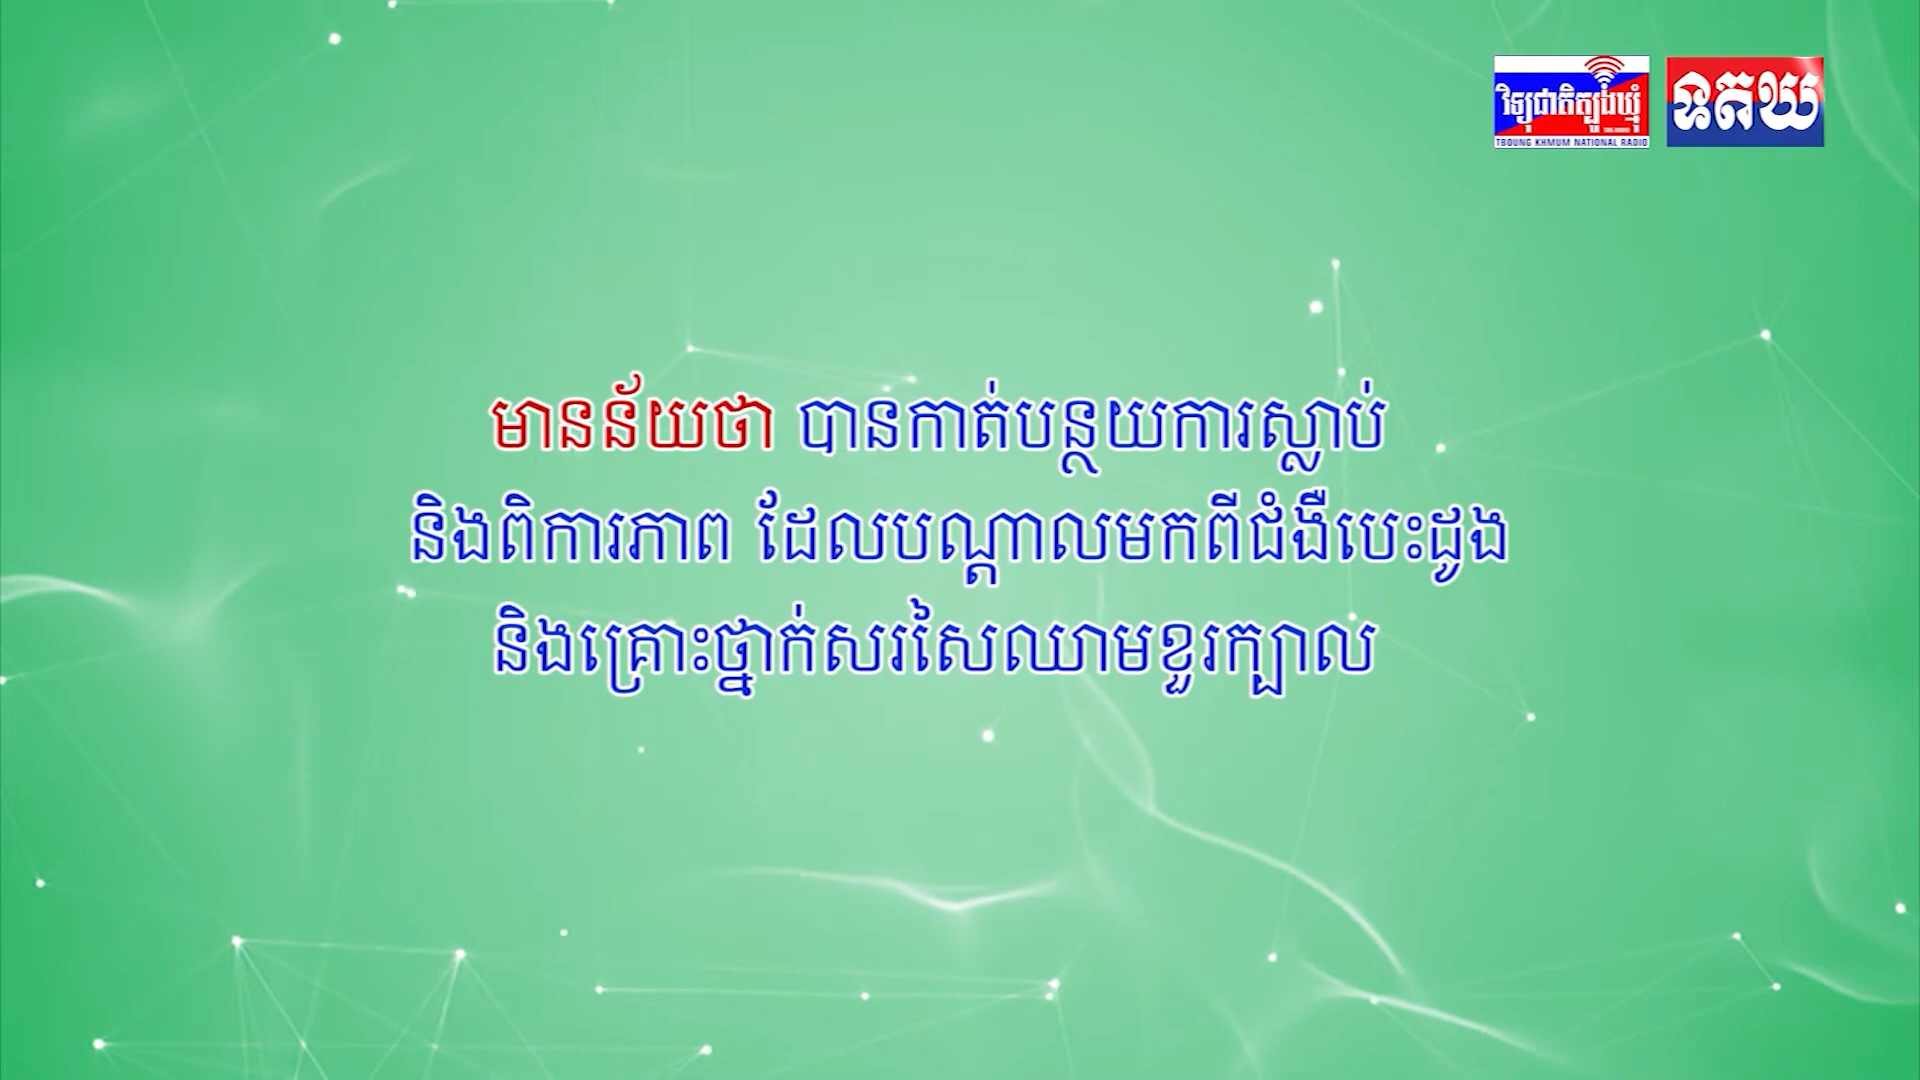 វិទ្យុជាតិត្បូងឃ្មុំ
TBOUNG KHMUM NATIONAL RADIO
ទតឃ
មានន័យថា បានកាត់បន្ថយការស្លាប់
និងពិការភាព ដែលបណ្តាលមកពីជំងឺបេះដូង
និងគ្រោះថ្នាក់សរសៃឈាមខួរក្បាល